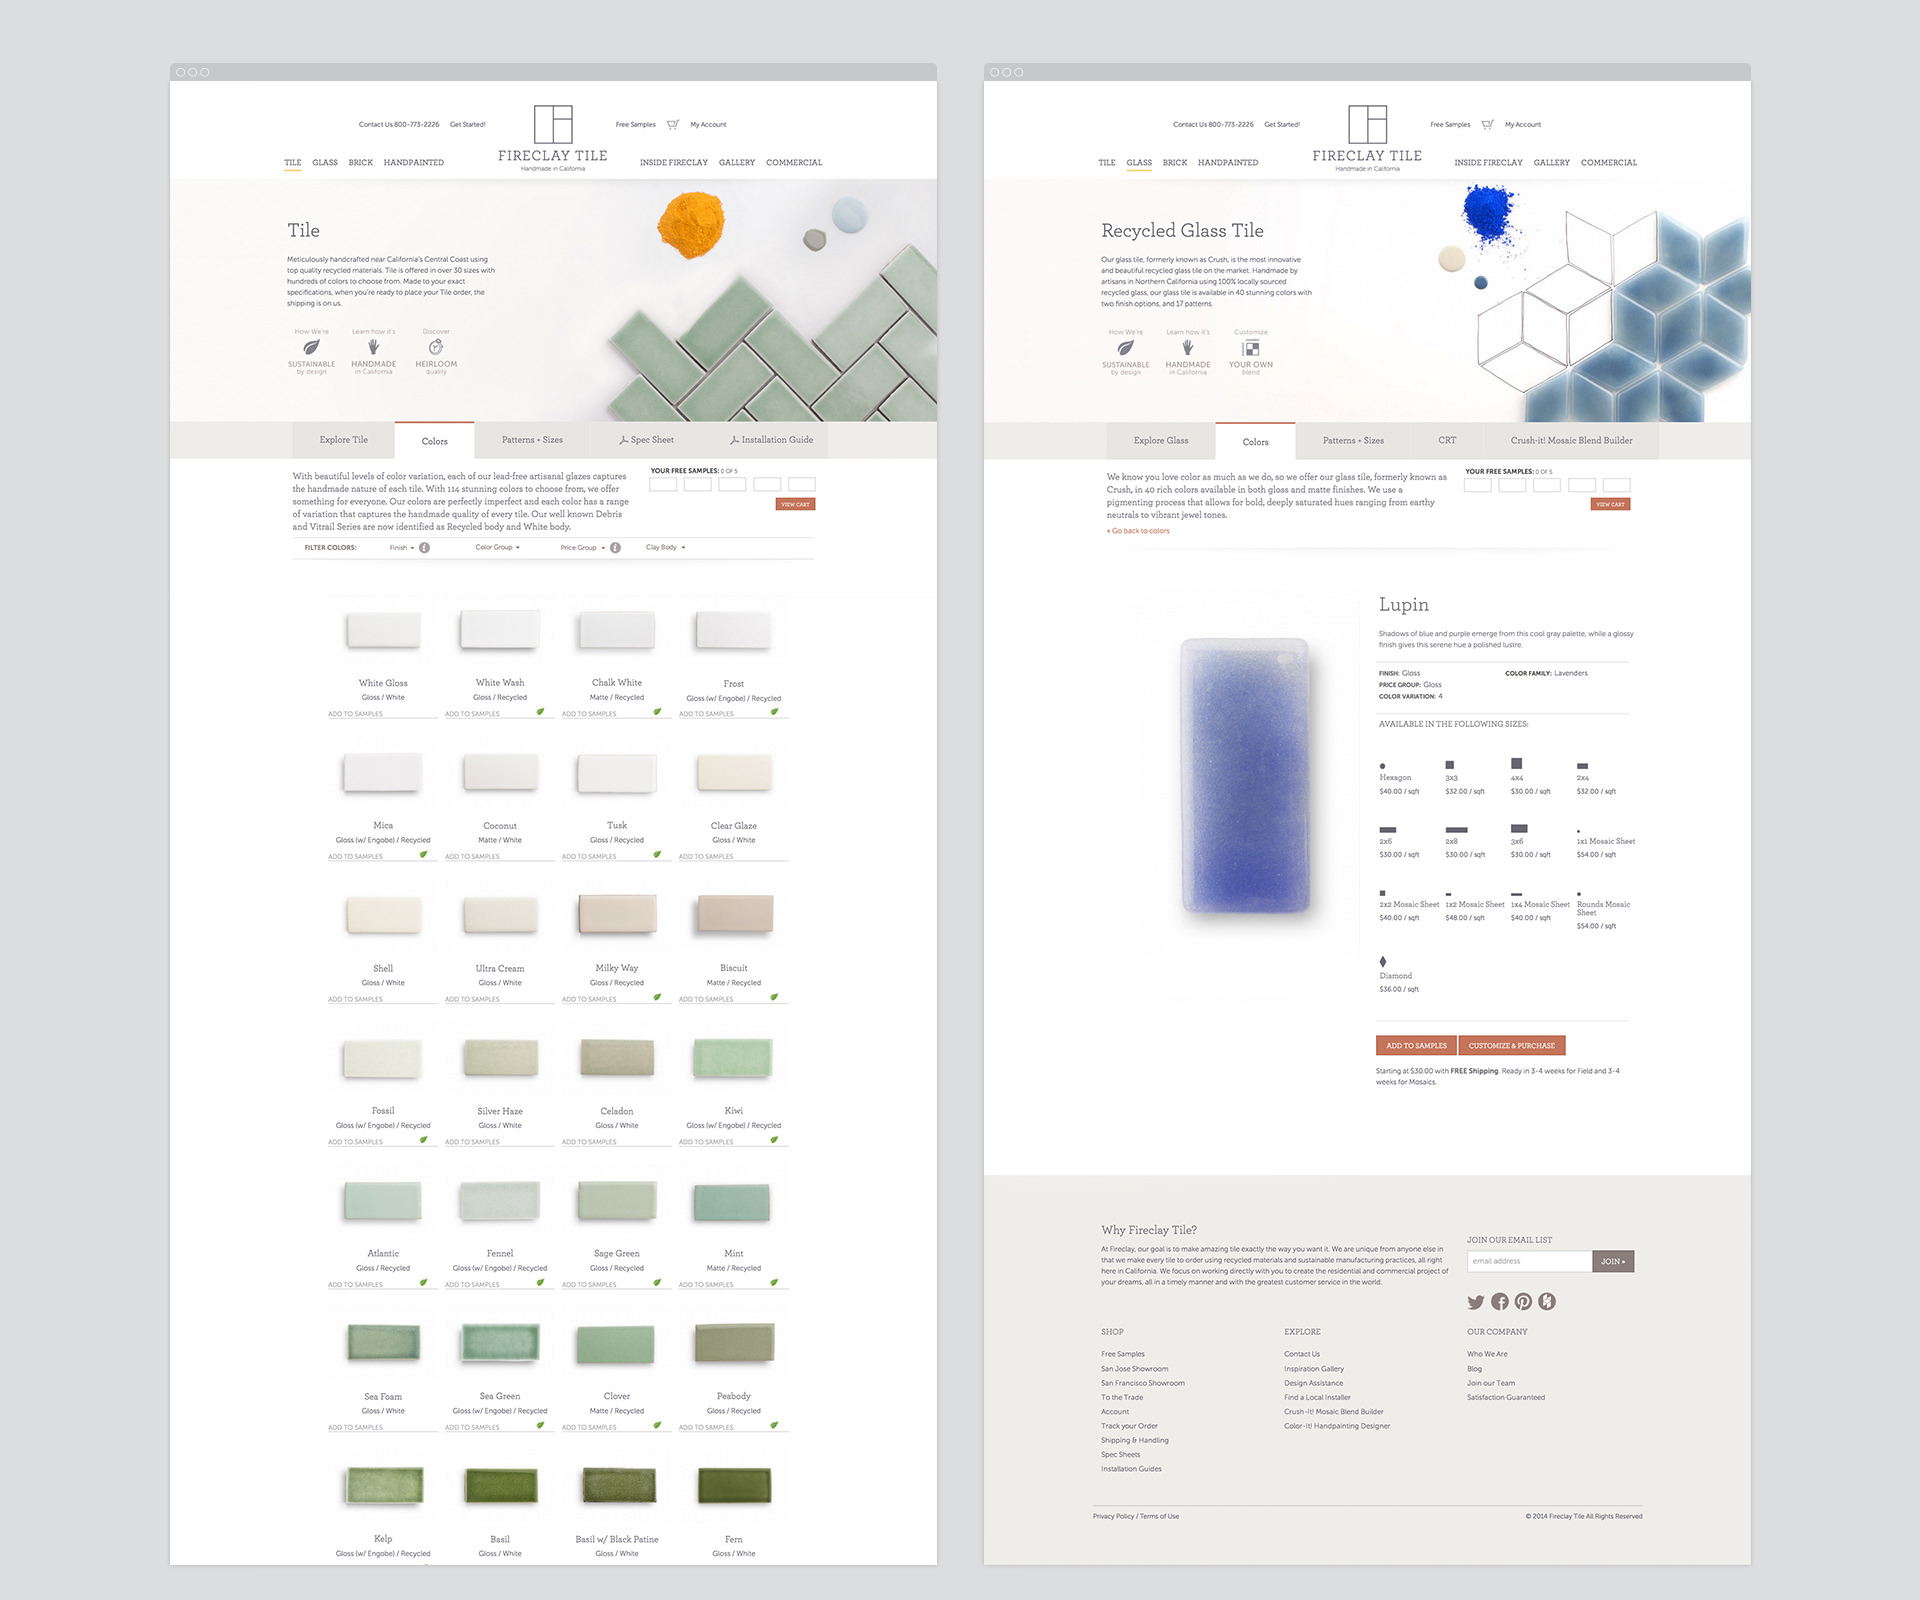 Contact Us 800-773-2226 Get Started!
Free Samples My Account
FIRECLAY TILE
Handmade in California
TILE GLASS BRICK HANDPAINTED
INSIDE FIRECLAY GALLERY COMMERCIAL
Tile
Meticulously handcrafted near California's Central Coast using
top quality recycled materials. Tile is offered in over 30 sizes with
hundreds of colors to choose from. Made to your exact
specifications, when you're ready to place your Tile order, the
shipping is on us.
How We're Learn how it's Discover
SUSTAINABLE HANDMADE HEIRLOOM
by design in California quality
Explore Tile Colors Patterns + Sizes Spec Sheet Installation Guide
With beautiful levels of color variation, each of our lead-free artisanal glazes captures
the handmade nature of each tile. With 114 stunning colors to choose from, we offer
something for everyone. Our colors are perfectly imperfect and each color has a range
of variation that captures the handmade quality of every tile. Our well known Debris
and Vitrail Series are now identified as Recycled body and White body.
YOUR FREE SAMPLES: 0 OF 5
VIEW CART
FILTER COLORS: Finish i Color Group Price Group i Clay Body
White Gloss White Wash Chalk White Frost
Gloss / White Gloss / Recycled Matte / Recycled Gloss (w/ Engobe) / Recycled
ADD TO SAMPLES ADD TO SAMPLES ADD TO SAMPLES ADD TO SAMPLES
Mica Coconut Tusk Clear Glaze
Gloss (w/ Engobe) / Recycled Matte / White Gloss / Recycled Gloss / White
ADD TO SAMPLES ADD TO SAMPLES ADD TO SAMPLES ADD TO SAMPLES
Shell Ultra Cream Milky Way Biscuit
Gloss / White Gloss / White Gloss / Recycled Matte / Recycled
ADD TO SAMPLES ADD TO SAMPLES ADD TO SAMPLES ADD TO SAMPLES
Fossil Silver Haze Celadon Kiwi
Gloss (w/ Engobe) / Recycled Gloss / White Gloss / White Gloss (w/ Engobe) / Recycled
ADD TO SAMPLES ADD TO SAMPLES ADD TO SAMPLES ADD TO SAMPLES
Atlantic Fennel Sage Green Mint
Gloss / Recycled Gloss (w/ Engobe) / Recycled Gloss / Recycled Matte / Recycled
ADD TO SAMPLES ADD TO SAMPLES ADD TO SAMPLES ADD TO SAMPLES
Sea Foam Sea Green Clover Peabody
Gloss / White Gloss (w/ Engobe) / Recycled Matte / Recycled Gloss / Recycled
ADD TO SAMPLES ADD TO SAMPLES ADD TO SAMPLES ADD TO SAMPLES
Kelp Basil Basil w/ Black Patine Fern
Gloss (w/ Engobe) / Recycled Gloss / White Gloss / White Gloss / White
Contact Us 800-773-2226 Get Started!
Free Samples My Account
FIRECLAY TILE
Handmade in California
TILE GLASS BRICK HANDPAINTED
INSIDE FIRECLAY GALLERY COMMERCIAL
Recycled Glass Tile
Our glass tile, formerly known as Crush, is the most innovative
and beautiful recycled glass tile on the market. Handmade by
artisans in Northern California using 100% locally sourced
recycled glass, our glass tile is available in 40 stunning colors with
two finish options, and 17 patterns.
How We're Learn how it's Customize
SUSTAINABLE HANDMADE YOUR OWN
by design in California blend
Explore Glass Colors Patterns + Sizes CRT Crush-it! Mosaic Blend Builder
We know you love color as much as we do, so we offer our glass tile, formerly known as
Crush, in 40 rich colors available in both gloss and matte finishes. We use a
pigmenting process that allows for bold, deeply saturated hues ranging from earthy
neutrals to vibrant jewel tones.
« Go back to colors
YOUR FREE SAMPLES: 0 OF 5
VIEW CART
Lupin
Shadows of blue and purple emerge from this cool gray palette, while a glossy
finish gives this serene hue a polished lustre.
FINISH: Gloss COLOR FAMILY: Lavenders
PRICE GROUP: Gloss
COLOR VARIATION: 4
AVAILABLE IN THE FOLLOWING SIZES:
Hexagon 3x3 4x4 2x4
$40.00 / sqft $32.00 / sqft $30.00 / sqft $32.00 / sqft
2x6 2x8 3x6 1x1 Mosaic Sheet
$30.00 / sqft $30.00 / sqft $30.00 / sqft $54.00 / sqft
2x2 Mosaic Sheet 1x2 Mosaic Sheet 1x4 Mosaic Sheet Rounds Mosaic
Sheet
$40.00 / sqft $48.00 / sqft $40.00 / sqft $54.00 / sqft
Diamond
$36.00 / sqft
ADD TO SAMPLES CUSTOMIZE & PURCHASE
Starting at $30.00 with FREE Shipping. Ready in 3-4 weeks for Field and 3-4
weeks for Mosaics.
Why Fireclay Tile?
At Fireclay, our goal is to make amazing tile exactly the way you want it. We are unique from anyone else in
that we make every tile to order using recycled materials and sustainable manufacturing practices, all right
here in California. We focus on working directly with you to create the residential and commercial project of
your dreams, all in a timely manner and with the greatest customer service in the world.
JOIN OUR EMAIL LIST
email address JOIN »
SHOP
Free Samples
San Jose Showroom
San Francisco Showroom
To the Trade
Account
Track your Order
Shipping & Handling
Spec Sheets
Installation Guides
EXPLORE
Contact Us
Inspiration Gallery
Design Assistance
Find a Local Installer
Crush-It! Mosaic Blend Builder
Color-It! Handpainting Designer
OUR COMPANY
Who We Are
Blog
Join our Team
Satisfaction Guaranteed
Privacy Policy / Terms of Use
© 2014 Fireclay Tile All Rights Reserved